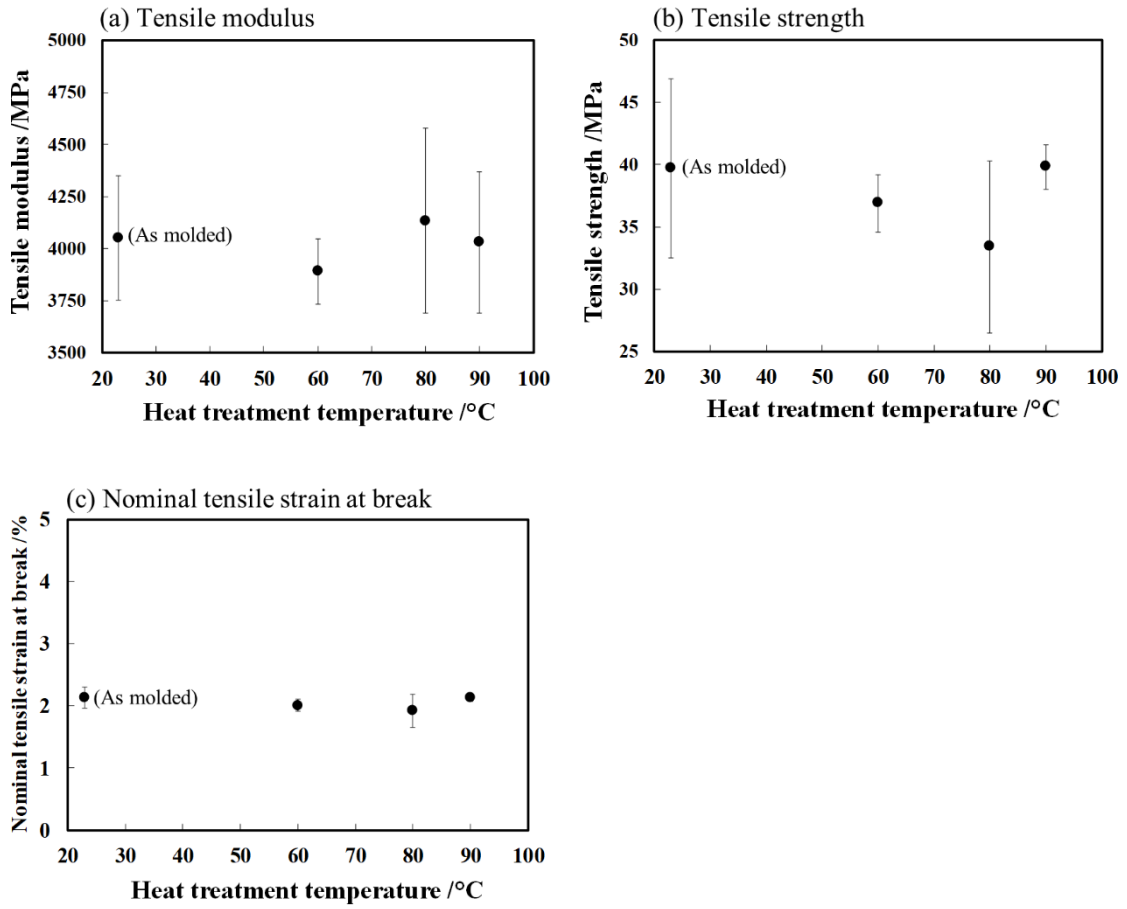 (a) Tensile modulus
Tensile modulus /MPa
5000
4750
4500
4250
4000
3750
3500
(As molded)
20 30 40 50 60 70 80 90 100
Heat treatment temperature /°C
(b) Tensile strength
Tensile strength /MPa
50
45
40
35
30
25
(As molded)
20 30 40 50 60 70 80 90 100
Heat treatment temperature /°C
(c) Nominal tensile strain at break
Nominal tensile strain at break /%
5
4
3
2
1
0
(As molded)
20 30 40 50 60 70 80 90 100
Heat treatment temperature /°C